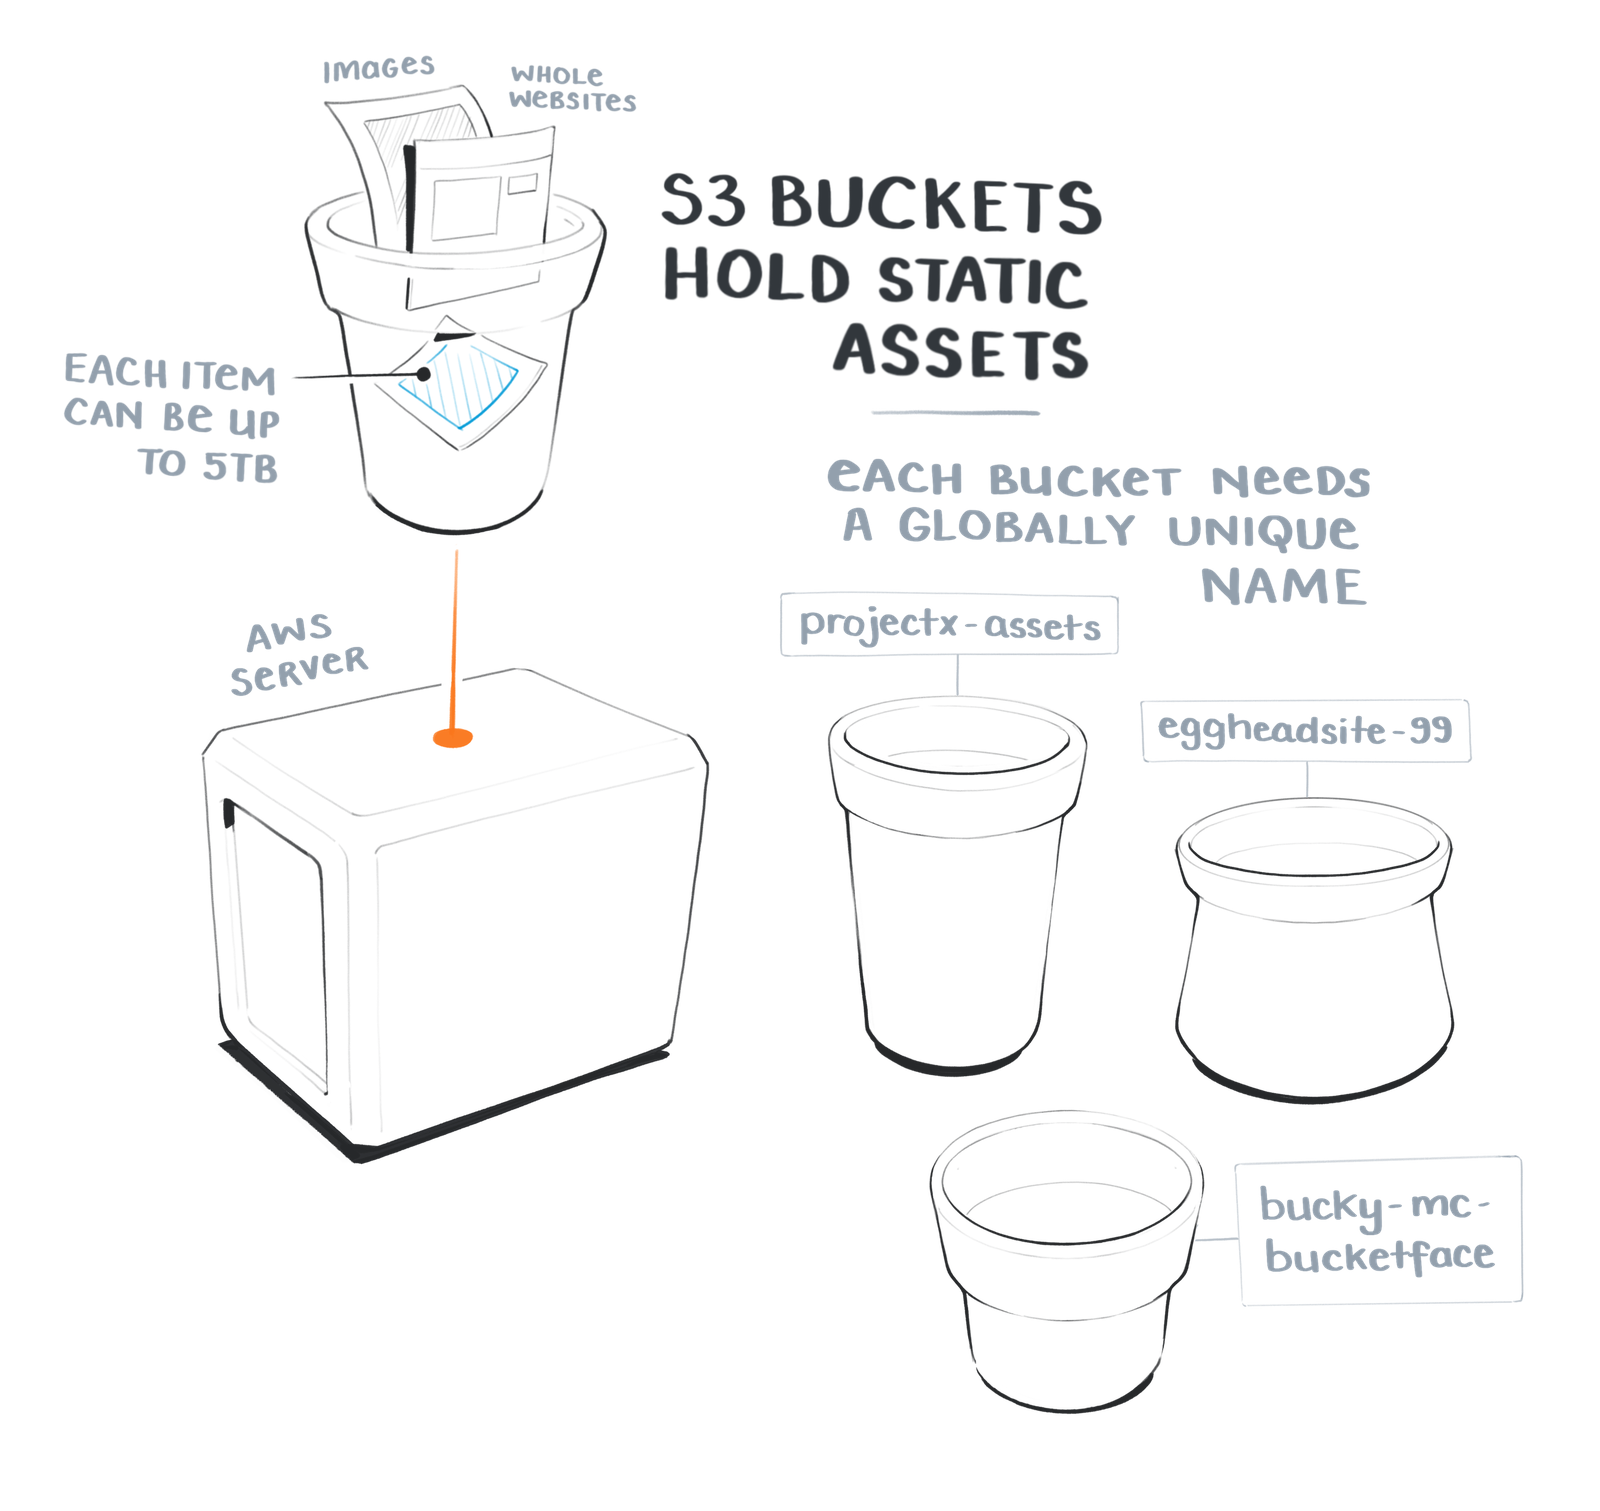 IMAGES
WHOLE
WEBSITES
S3 BUCKETS
HOLD STATIC
ASSETS
EACH ITEM
CAN BE UP
TO 5TB
EACH BUCKET NEEDS
A GLOBALLY UNIQUE
NAME
AWS
SERVER
projectx-assets
eggheadsite-99
bucky-mc-
bucketface